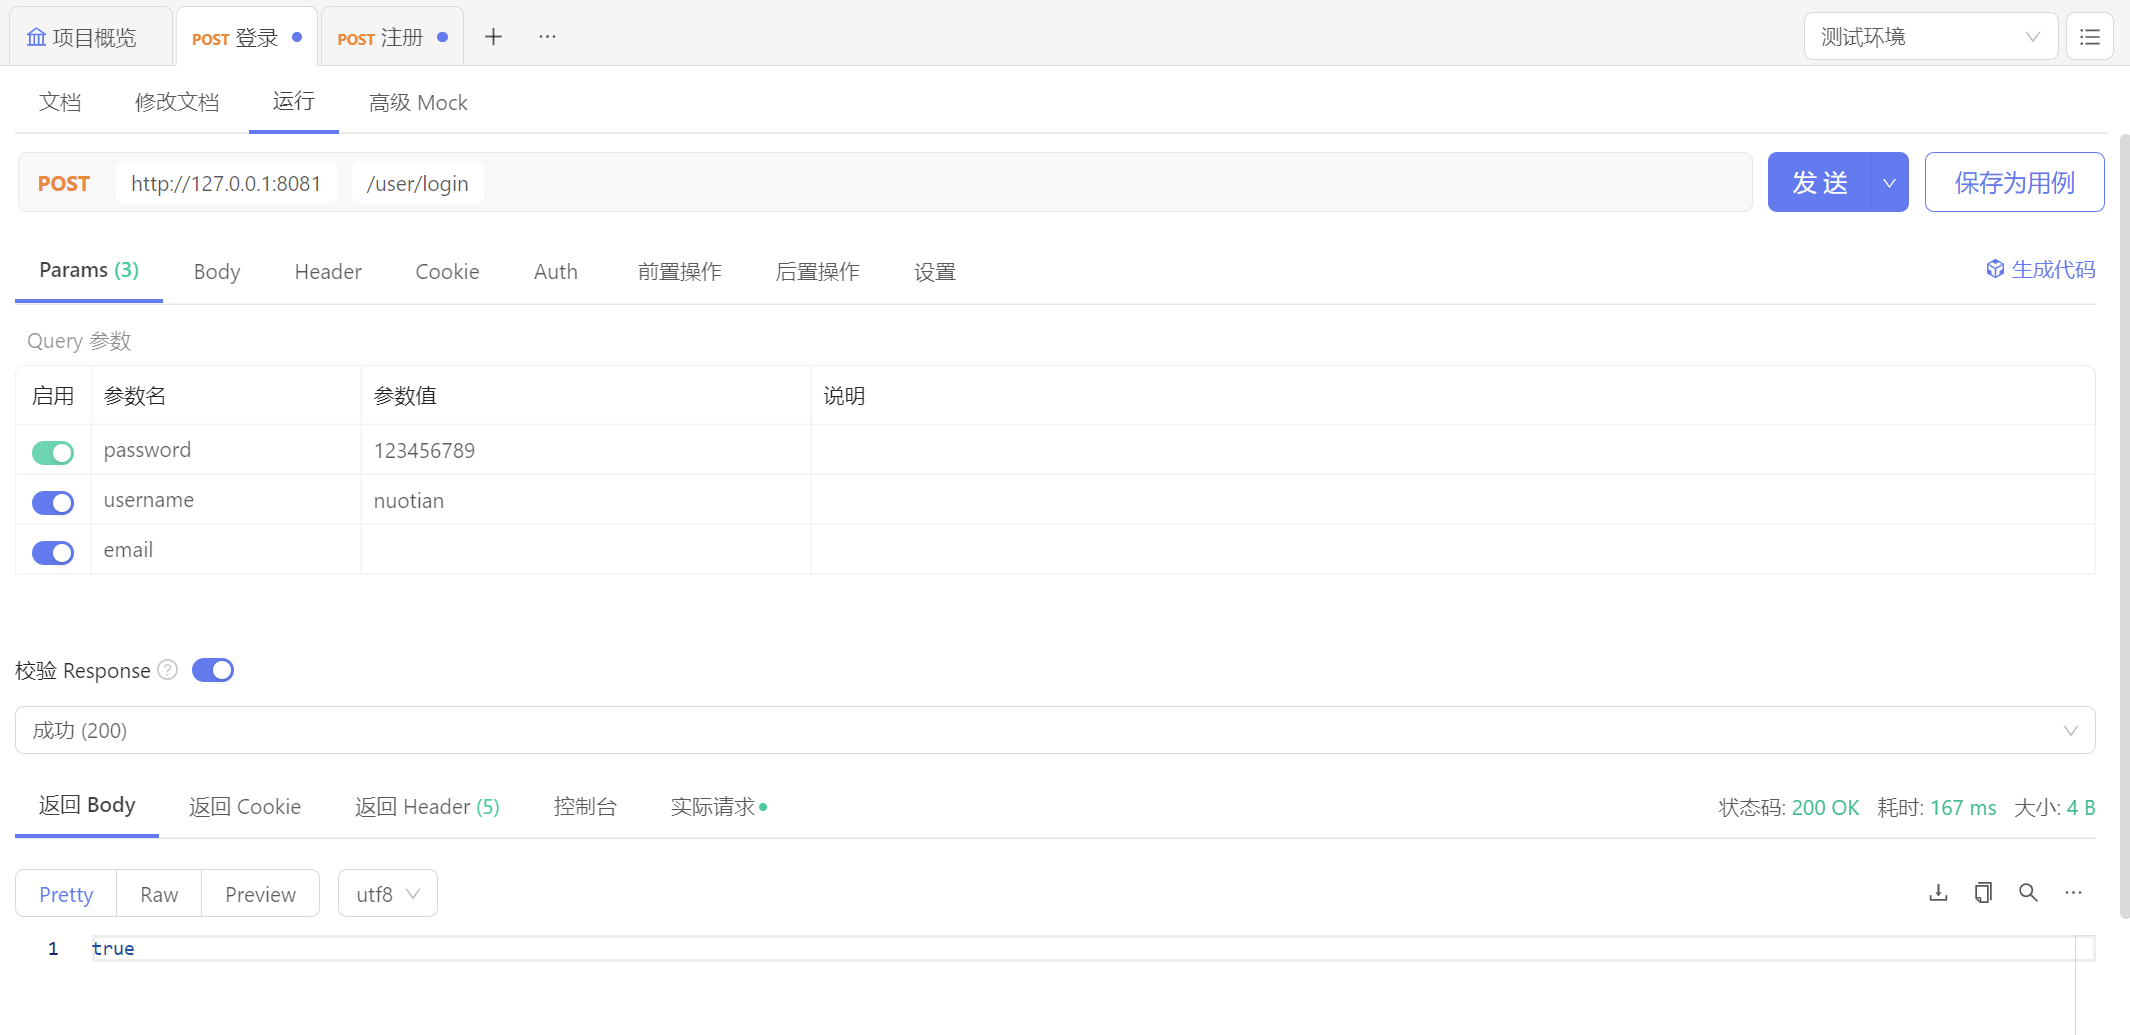 项目概览 POST 登录 POST 注册 测试环境
文档 修改文档 运行 高级 Mock
POST http://127.0.0.1:8081 /user/login 发 送 保存为用例
Params (3) Body Header Cookie Auth 前置操作 后置操作 设置 生成代码
Query 参数
启用 参数名 参数值 说明
password 123456789
username nuotian
email
校验 Response ?
成功 (200)
返回 Body 返回 Cookie 返回 Header (5) 控制台 实际请求 状态码: 200 OK 耗时: 167 ms 大小: 4 B
Pretty Raw Preview utf8
1 true